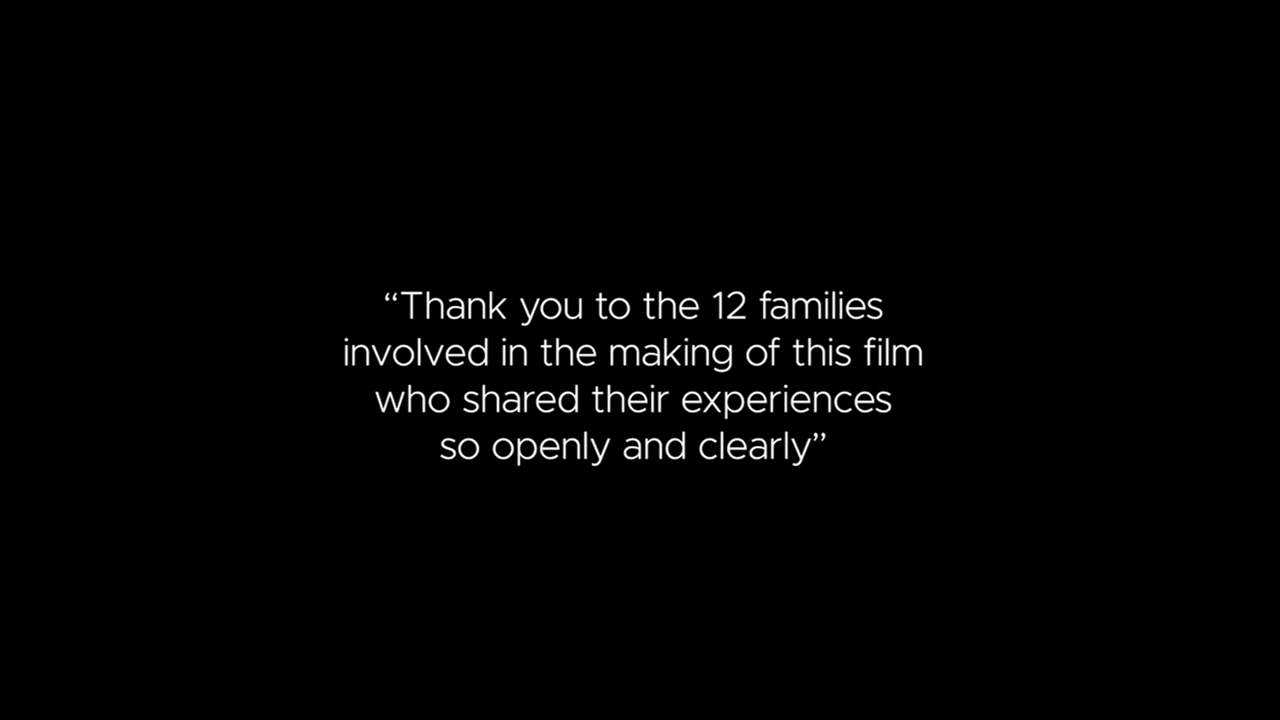 “Thank you to the 12 families
involved in the making of this film
who shared their experiences
so openly and clearly”